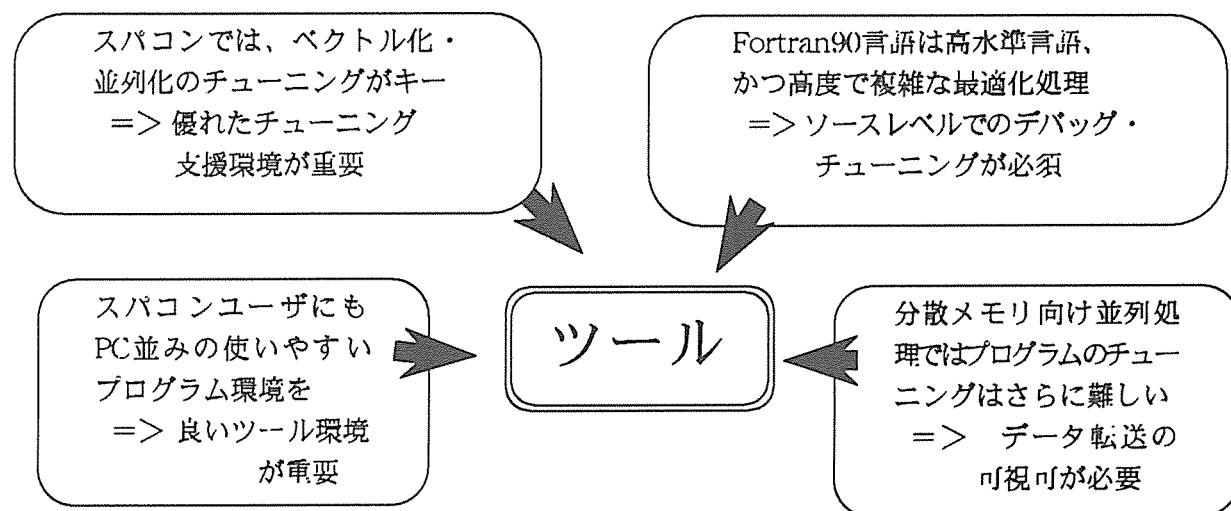 スパコンでは、ベクトル化・
並列化のチューニングがキー
=> 優れたチューニング
支援環境が重要
Fortran90言語は高水準言語、
かつ高度で複雑な最適化処理
=> ソースレベルでのデバッグ・
チューニングが必須
スパコンユーザにも
PC並みの使いやすい
プログラム環境を
=> 良いツール環境
が重要
ツール
分散メモリ向け並列処
理ではプログラムのチュー
ニングはさらに難しい
=> データ転送の
可視可が必要